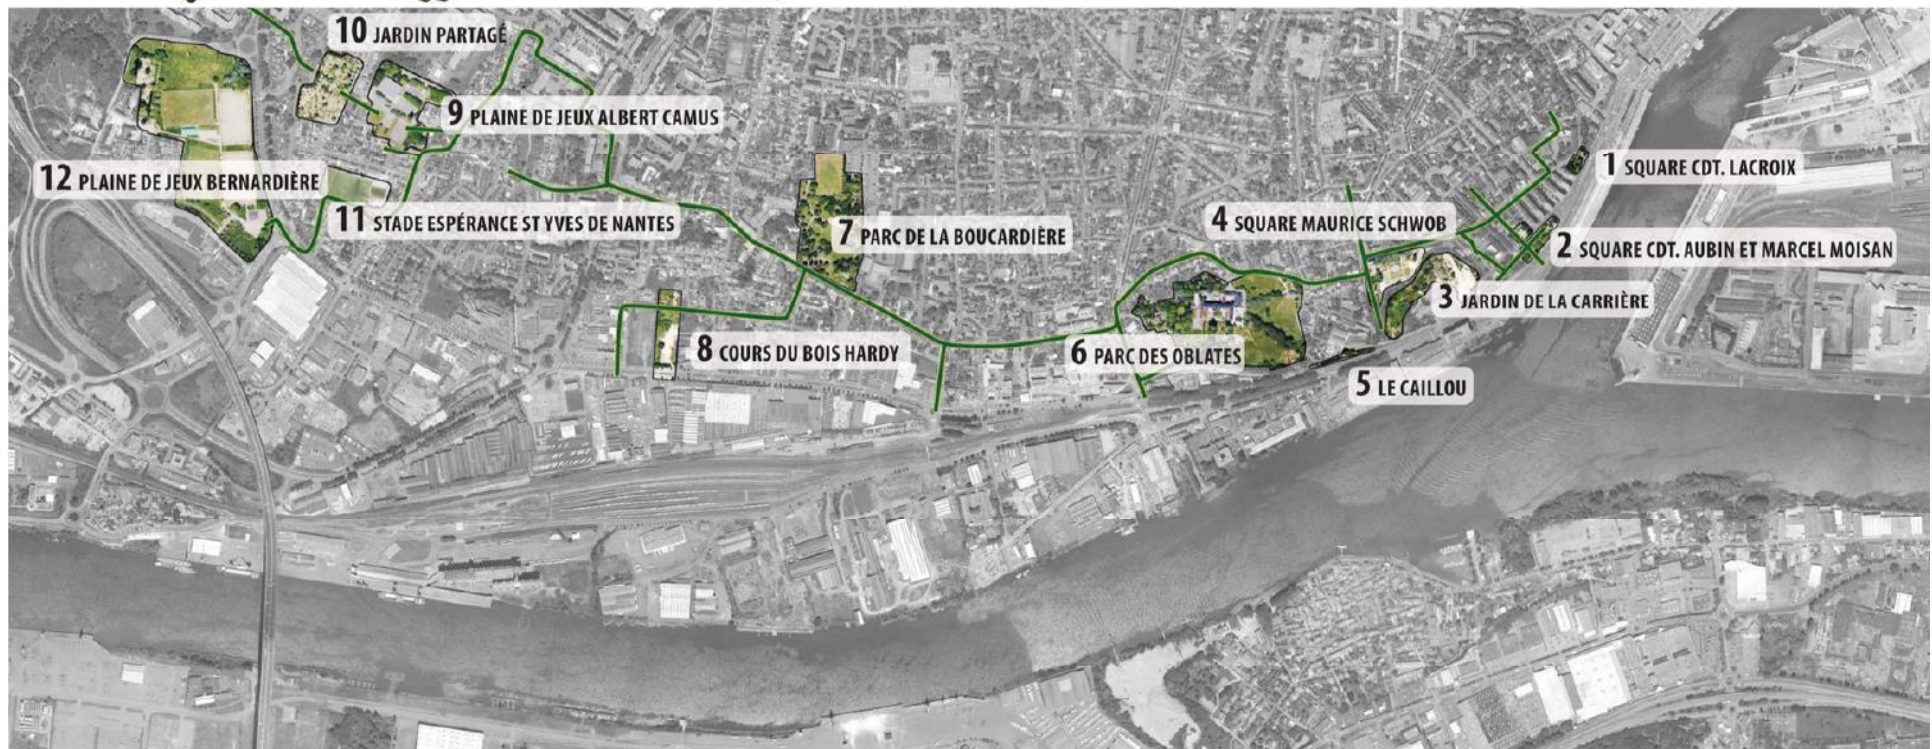 10 JARDIN PARTAGÉ
9 PLAINE DE JEUX ALBERT CAMUS
12 PLAINE DE JEUX BERNARDIÈRE
11 STADE ESPÉRANCE ST YVES DE NANTES
7 PARC DE LA BOUCARDIÈRE
8 COURS DU BOIS HARDY
4 SQUARE MAURICE SCHWOB
1 SQUARE CDT. LACROIX
2 SQUARE CDT. AUBIN ET MARCEL MOISAN
3 JARDIN DE LA CARRIÈRE
6 PARC DES OBLATES
5 LE CAILLOU